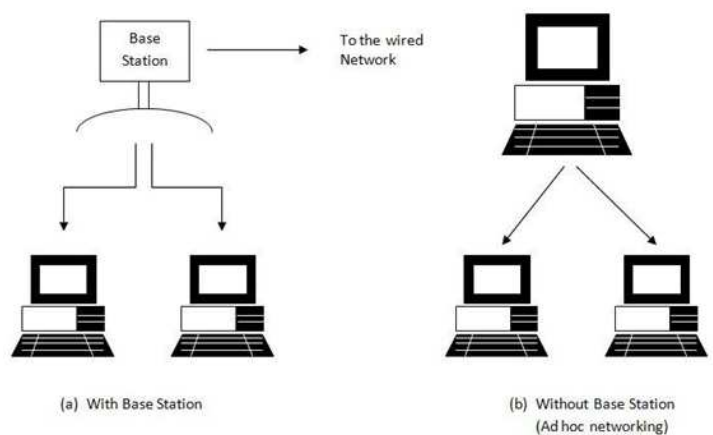 Base
Station
To the wired
Network
(a) With Base Station
(b) Without Base Station
(Ad hoc networking)